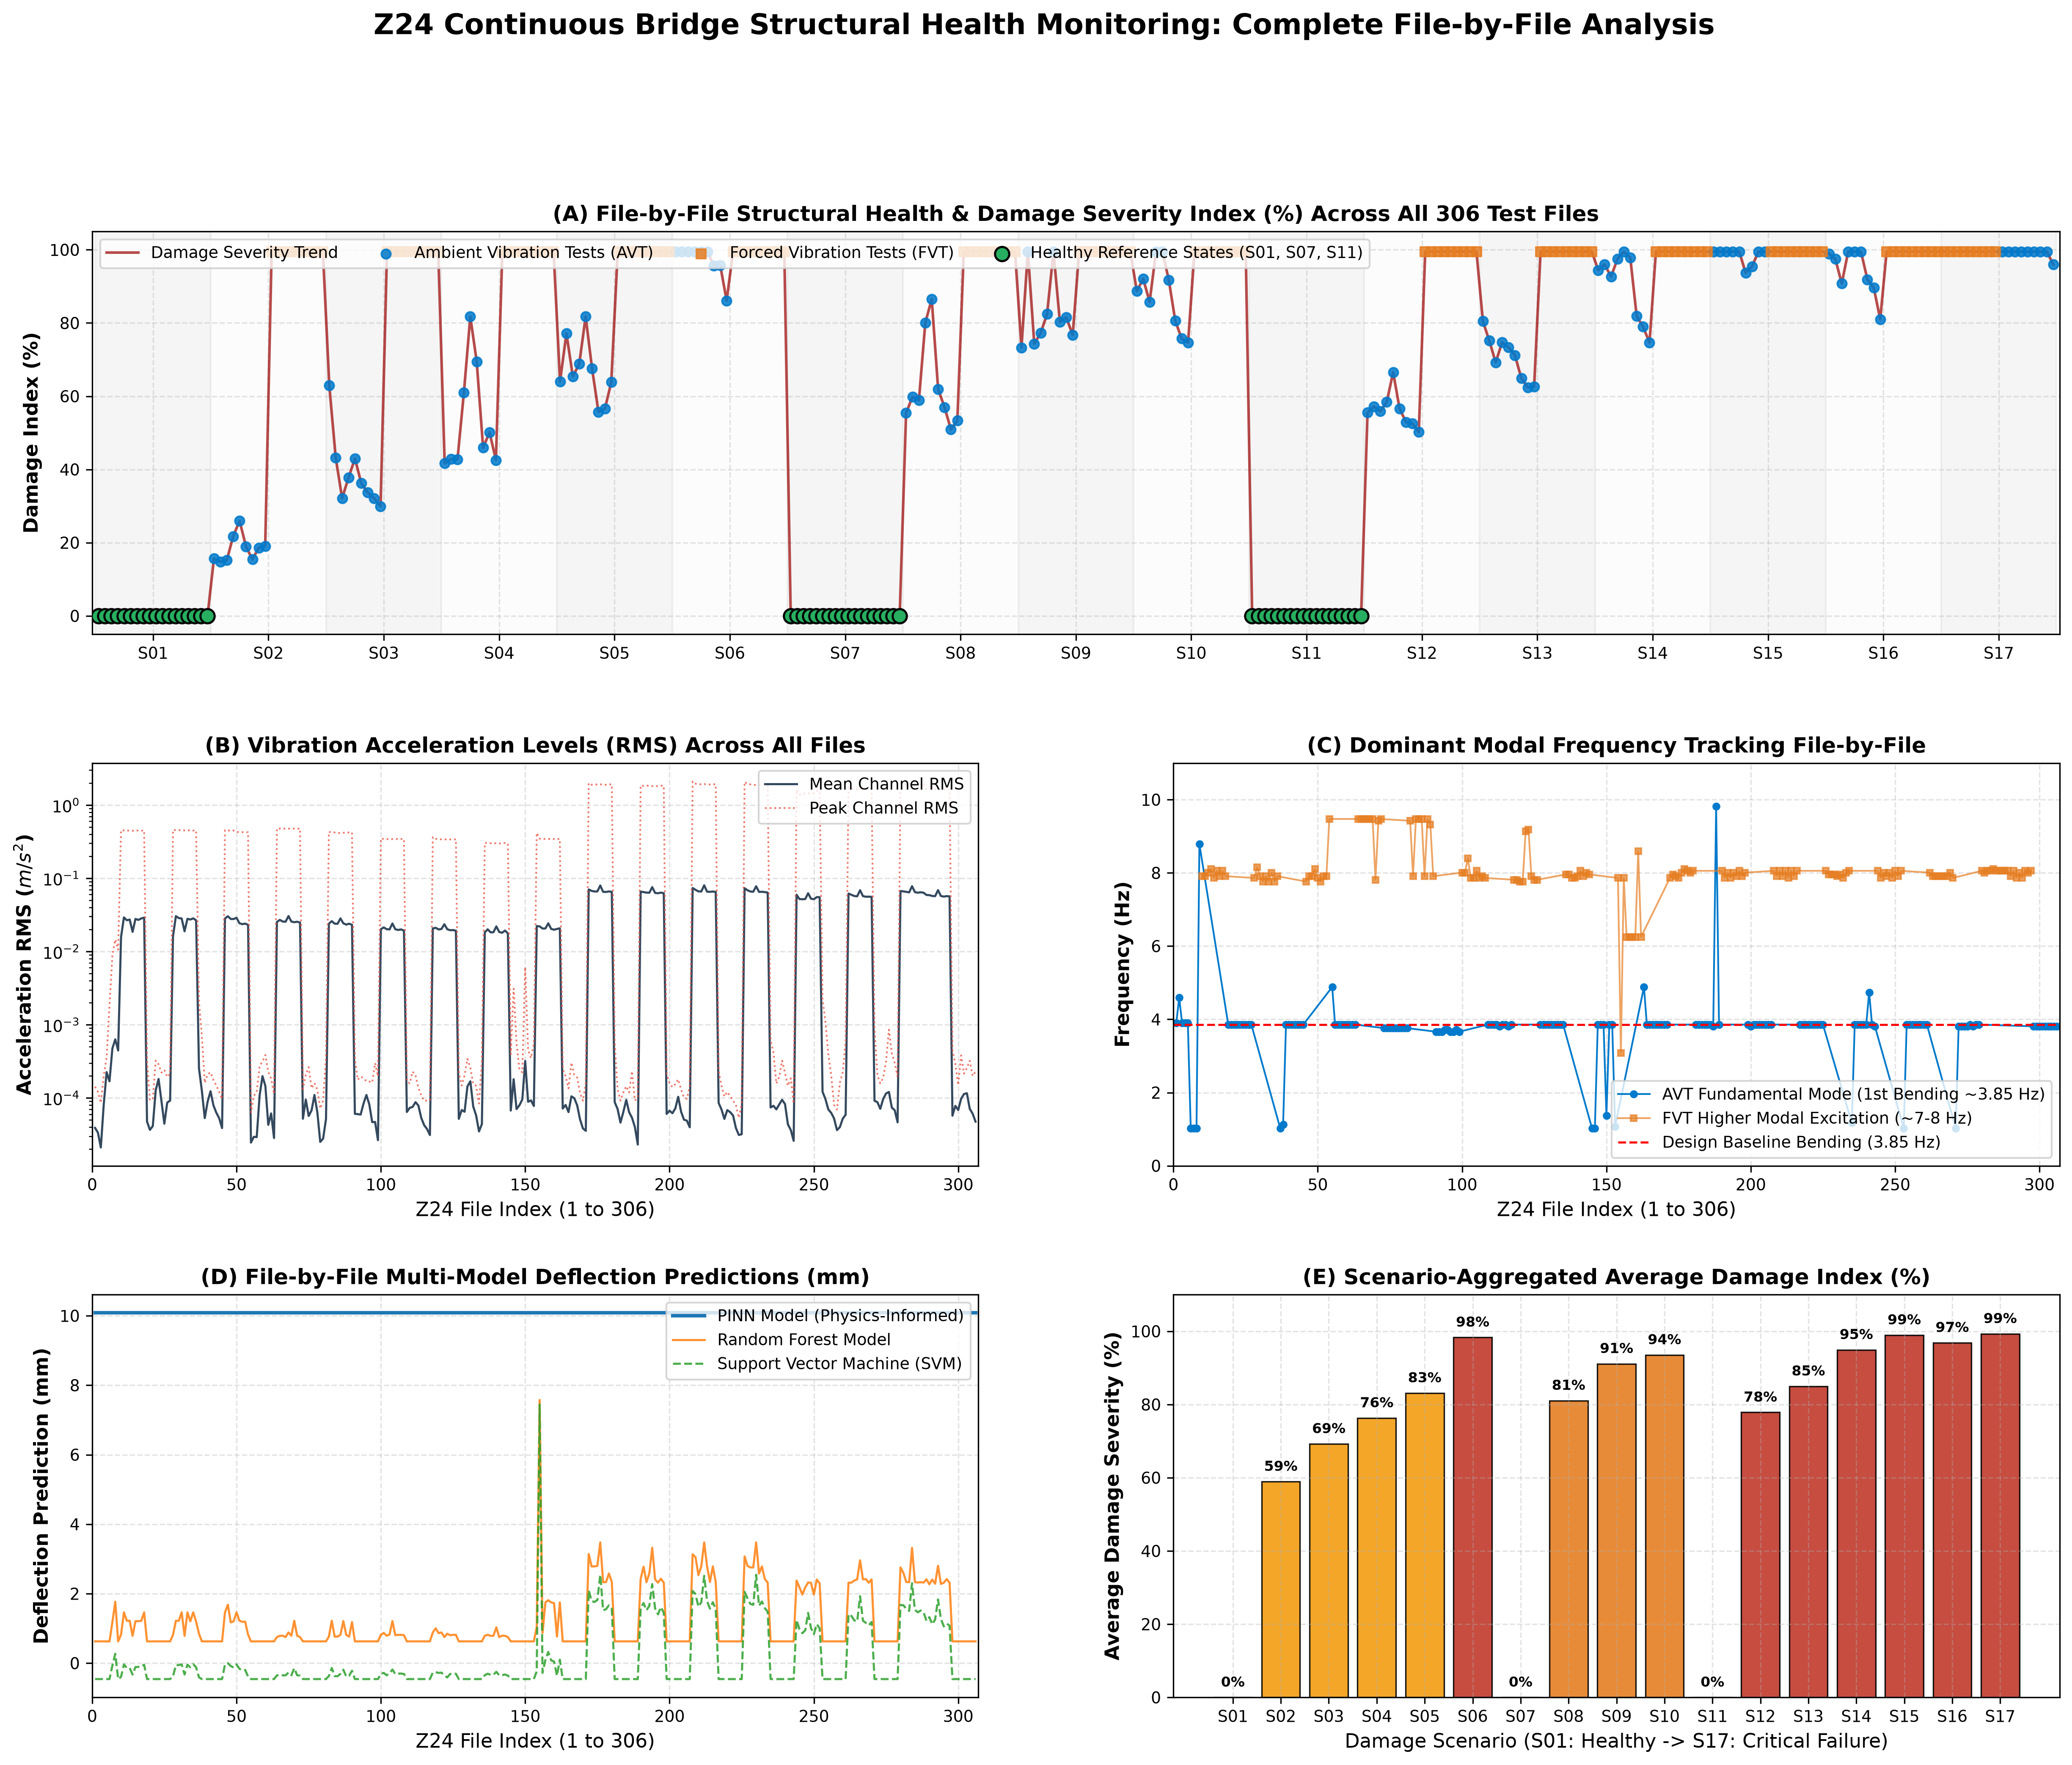 Z24 Continuous Bridge Structural Health Monitoring: Complete File-by-File Analysis
(A) File-by-File Structural Health & Damage Severity Index (%) Across All 306 Test Files
Damage Severity Trend
Ambient Vibration Tests (AVT)
Forced Vibration Tests (FVT)
Healthy Reference States (S01, S07, S11)
Damage Index (%)
100
80
60
40
20
0
S01 S02 S03 S04 S05 S06 S07 S08 S09 S10 S11 S12 S13 S14 S15 S16 S17
(B) Vibration Acceleration Levels (RMS) Across All Files
Mean Channel RMS
Peak Channel RMS
Acceleration RMS (m/s²)
10⁰
10⁻¹
10⁻²
10⁻³
10⁻⁴
0 50 100 150 200 250 300
Z24 File Index (1 to 306)
(C) Dominant Modal Frequency Tracking File-by-File
Frequency (Hz)
10
8
6
4
2
0
AVT Fundamental Mode (1st Bending ~3.85 Hz)
FVT Higher Modal Excitation (~7-8 Hz)
Design Baseline Bending (3.85 Hz)
0 50 100 150 200 250 300
Z24 File Index (1 to 306)
(D) File-by-File Multi-Model Deflection Predictions (mm)
PINN Model (Physics-Informed)
Random Forest Model
Support Vector Machine (SVM)
Deflection Prediction (mm)
10
8
6
4
2
0
0 50 100 150 200 250 300
Z24 File Index (1 to 306)
(E) Scenario-Aggregated Average Damage Index (%)
Average Damage Severity (%)
100
80
60
40
20
0
0% 59% 69% 76% 83% 98% 0% 81% 91% 94% 0% 78% 85% 95% 99% 97% 99%
S01 S02 S03 S04 S05 S06 S07 S08 S09 S10 S11 S12 S13 S14 S15 S16 S17
Damage Scenario (S01: Healthy -> S17: Critical Failure)